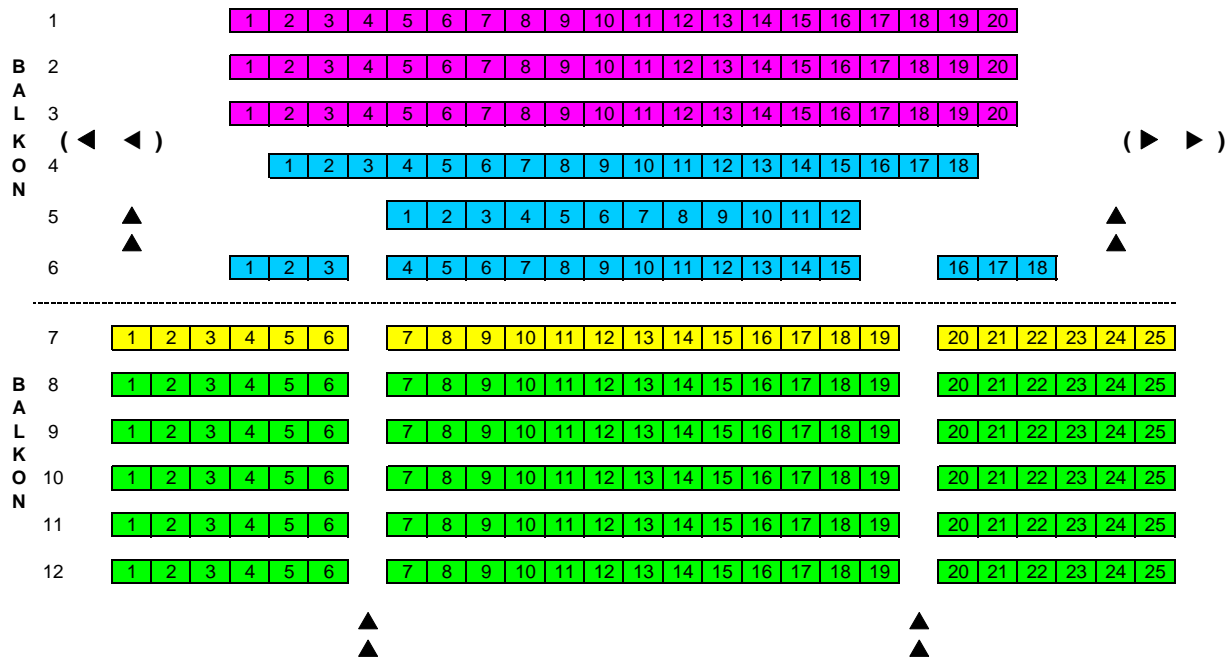 1 1 2 3 4 5 6 7 8 9 10 11 12 13 14 15 16 17 18 19 20
BALKON
2 1 2 3 4 5 6 7 8 9 10 11 12 13 14 15 16 17 18 19 20
3 1 2 3 4 5 6 7 8 9 10 11 12 13 14 15 16 17 18 19 20
( ◀ ◀ ) ( ▶ ▶ )
4 1 2 3 4 5 6 7 8 9 10 11 12 13 14 15 16 17 18
5 ▲ 1 2 3 4 5 6 7 8 9 10 11 12 ▲
▲ ▲
6 1 2 3 4 5 6 7 8 9 10 11 12 13 14 15 16 17 18
7 1 2 3 4 5 6 7 8 9 10 11 12 13 14 15 16 17 18 19 20 21 22 23 24 25
BALKON
8 1 2 3 4 5 6 7 8 9 10 11 12 13 14 15 16 17 18 19 20 21 22 23 24 25
9 1 2 3 4 5 6 7 8 9 10 11 12 13 14 15 16 17 18 19 20 21 22 23 24 25
10 1 2 3 4 5 6 7 8 9 10 11 12 13 14 15 16 17 18 19 20 21 22 23 24 25
11 1 2 3 4 5 6 7 8 9 10 11 12 13 14 15 16 17 18 19 20 21 22 23 24 25
12 1 2 3 4 5 6 7 8 9 10 11 12 13 14 15 16 17 18 19 20 21 22 23 24 25
▲ ▲
▲ ▲